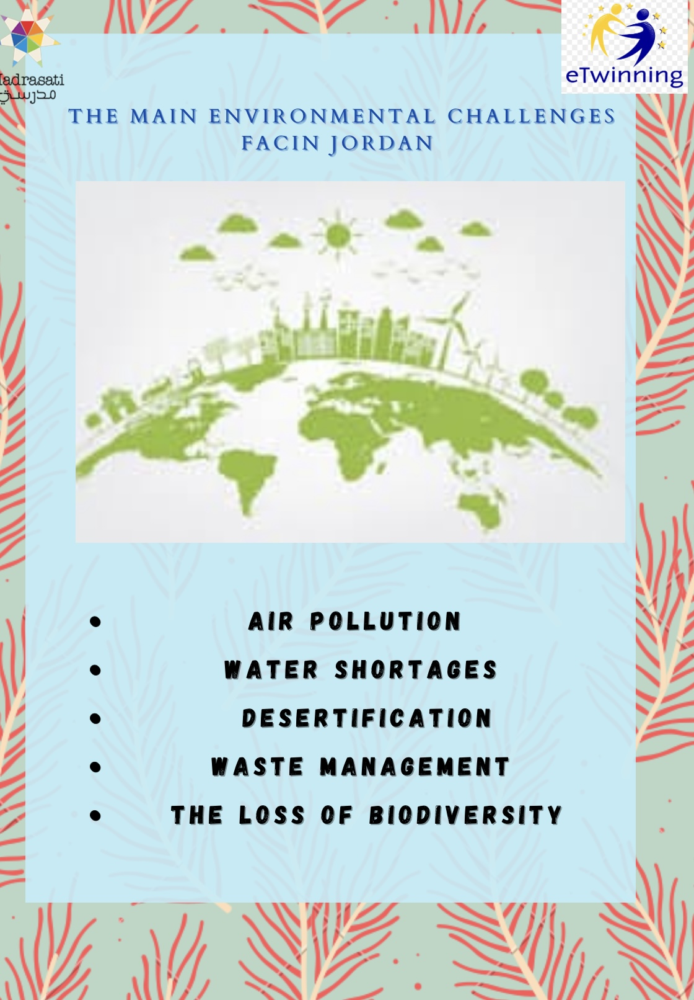 adrasati
مدرستي
eTwinning
THE MAIN ENVIRONMENTAL CHALLENGES
FACIN JORDAN
• AIR POLLUTION
• WATER SHORTAGES
• DESERTIFICATION
• WASTE MANAGEMENT
• THE LOSS OF BIODIVERSITY